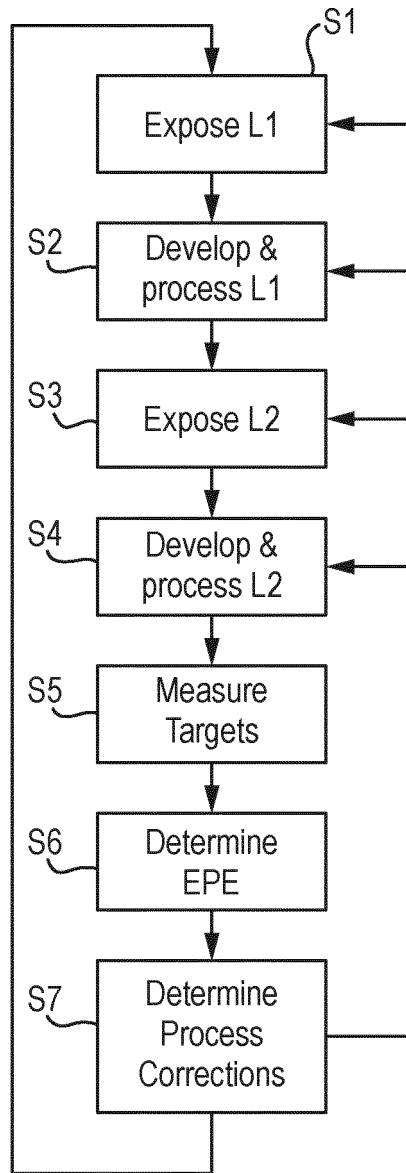 S1
Expose L1
S2
Develop &
process L1
S3
Expose L2
S4
Develop &
process L2
S5
Measure
Targets
S6
Determine
EPE
S7
Determine
Process
Corrections